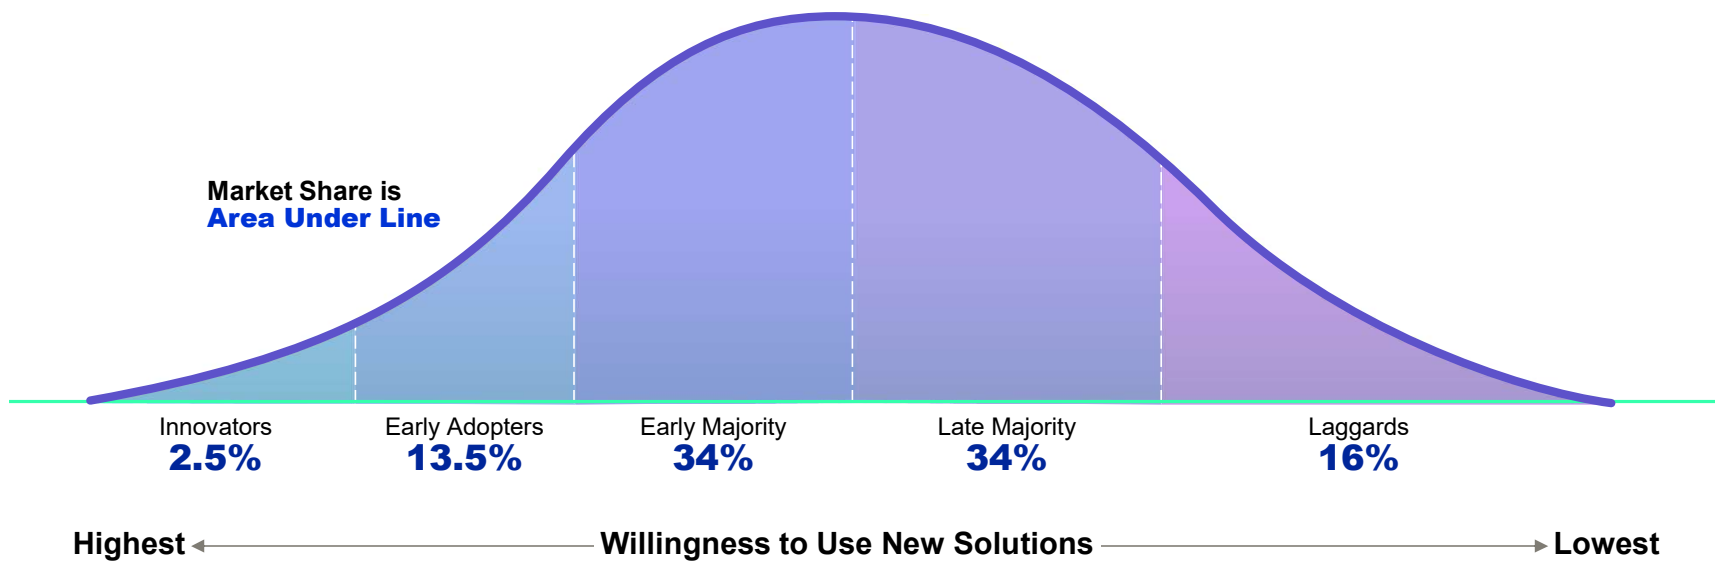 Market Share is
Area Under Line
Innovators
2.5%
Early Adopters
13.5%
Early Majority
34%
Late Majority
34%
Laggards
16%
Highest
Willingness to Use New Solutions
Lowest